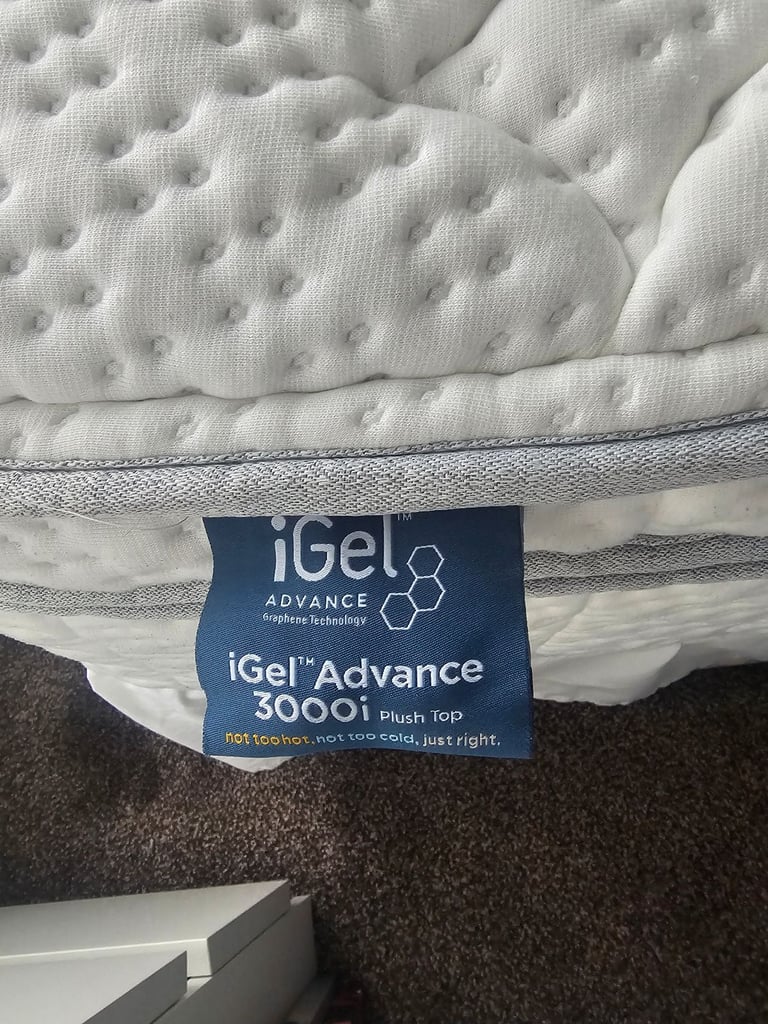 iGel™
ADVANCE
Graphene Technology
iGel™ Advance
3000i Plush Top
not too hot, not too cold, just right.